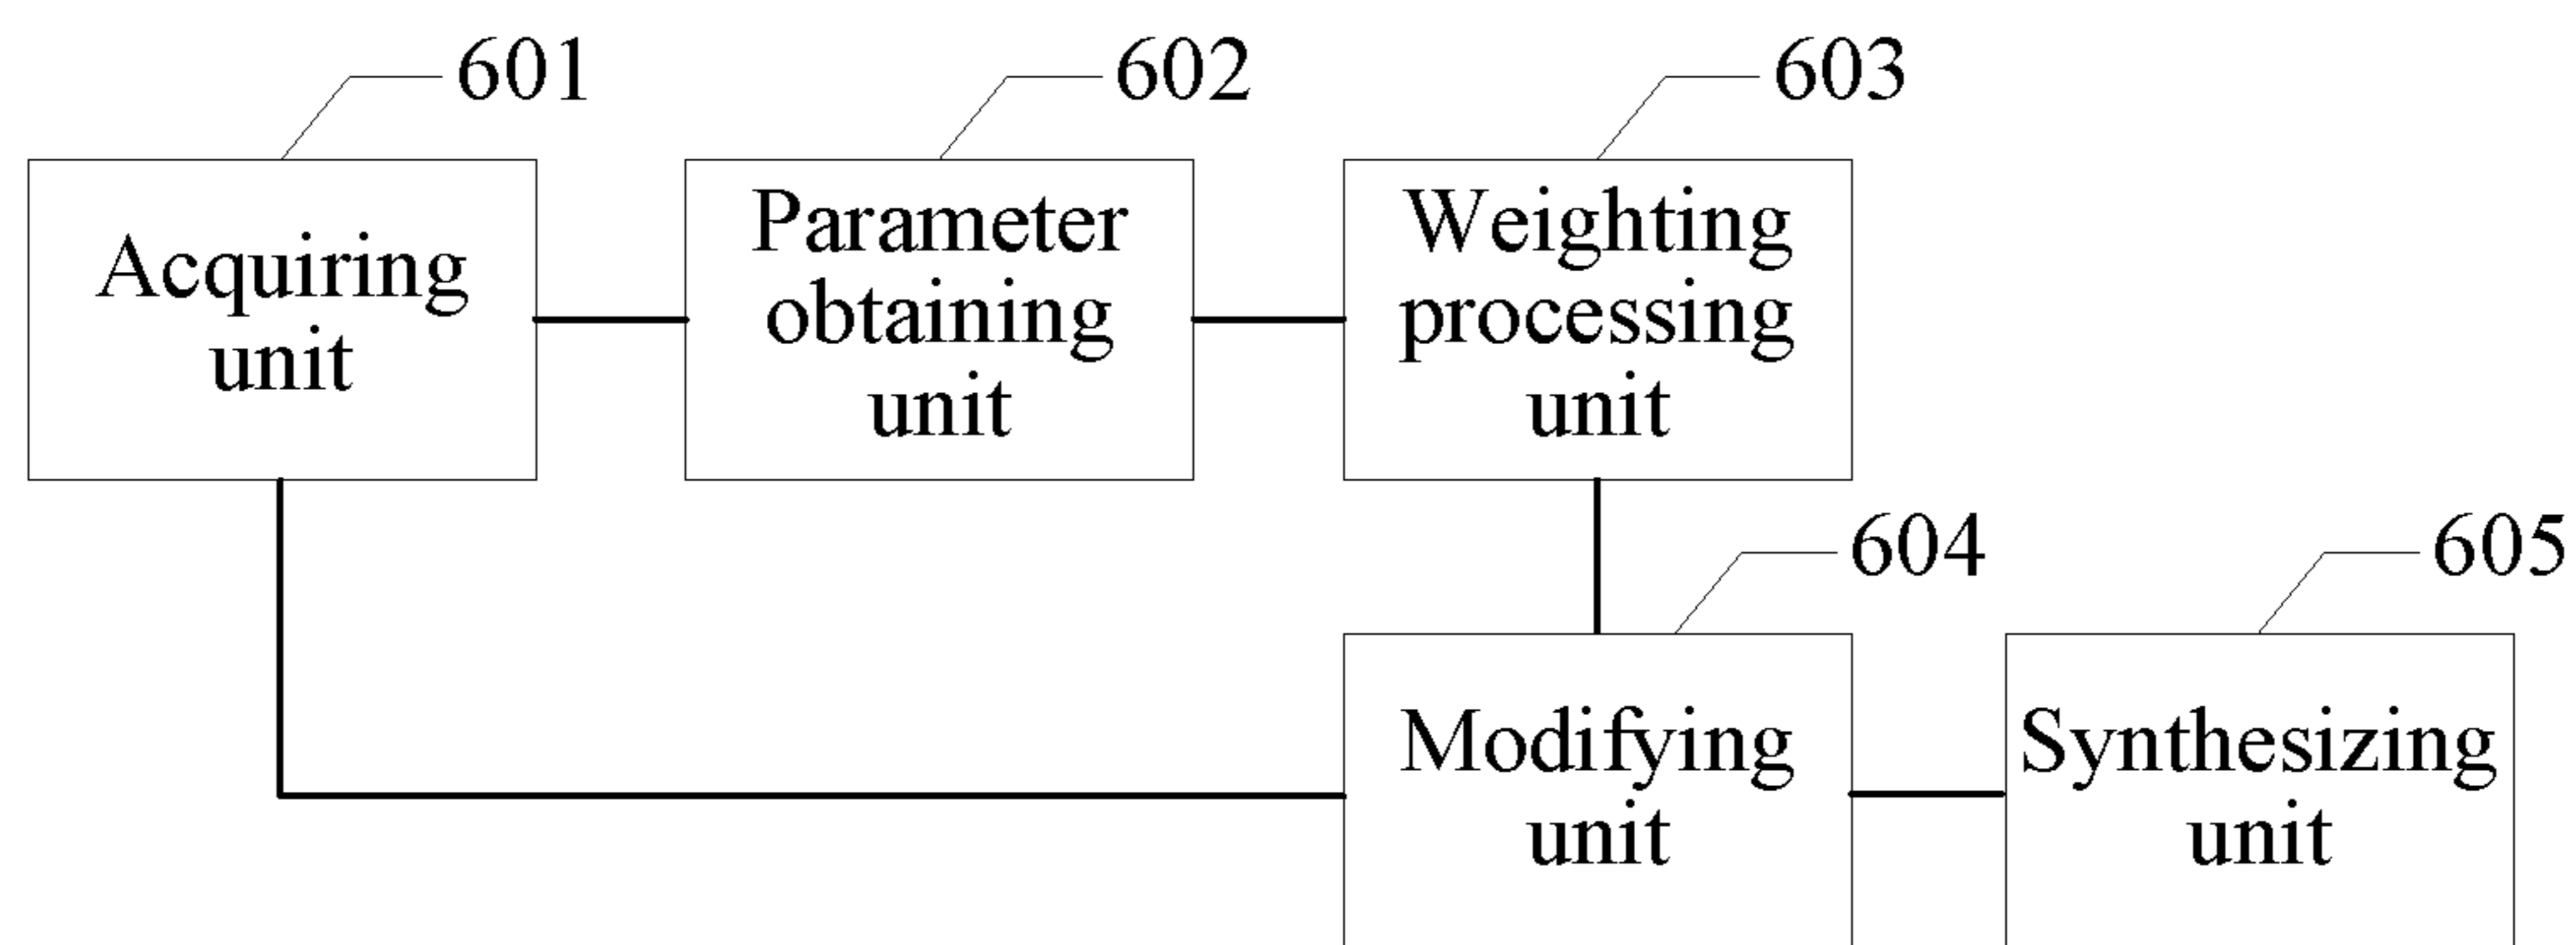 601
602
603
Acquiring
unit
Parameter
obtaining
unit
Weighting
processing
unit
604
605
Modifying
unit
Synthesizing
unit